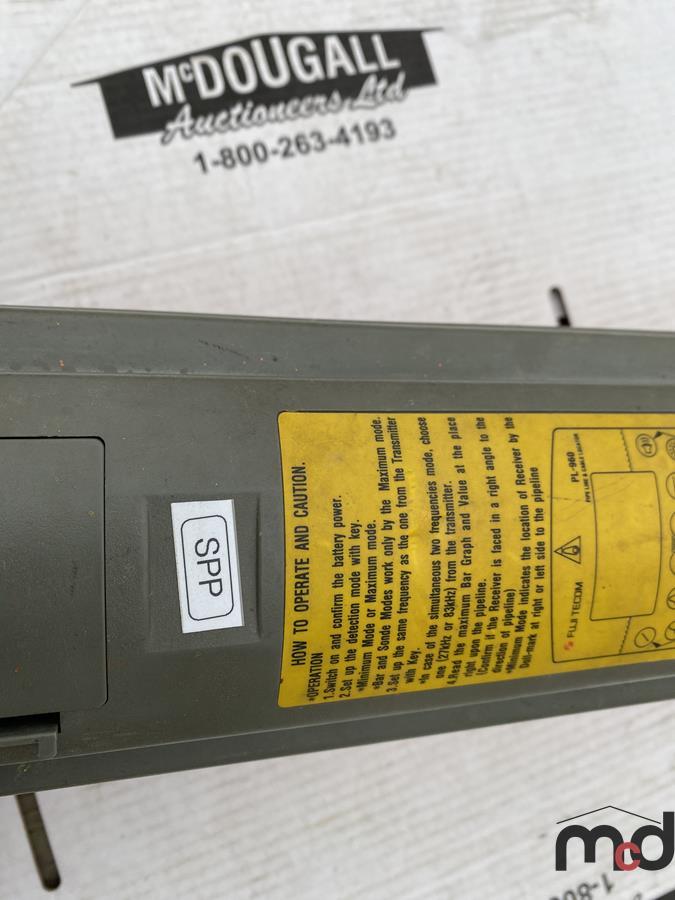 McDOUGALL
Auctioneers Ltd
1-800-263-4193
SPP
HOW TO OPERATE AND CAUTION.
*OPERATION
1.Switch on and confirm the battery power.
2.Set up the detection mode with key.
*Minimum Mode or Maximum mode.
*Bar and Sonde Modes work only by the Maximum mode.
3.Set up the same frequency as the one from the Transmitter
with Key.
*In case of the simultaneous two frequencies mode, choose
one (27kHz or 83kHz) from the transmitter.
4.Read the maximum Bar Graph and Value at the place
right upon the pipeline.
(Confirm if the Receiver is faced in a right angle to the
direction of pipeline)
*Minimum Mode indicates the location of Receiver by the
Dell-mark at right or left side to the pipeline
FUJI TECOM
PL-960
PIPELINE & CABLE LOCATOR
mcd
1-80